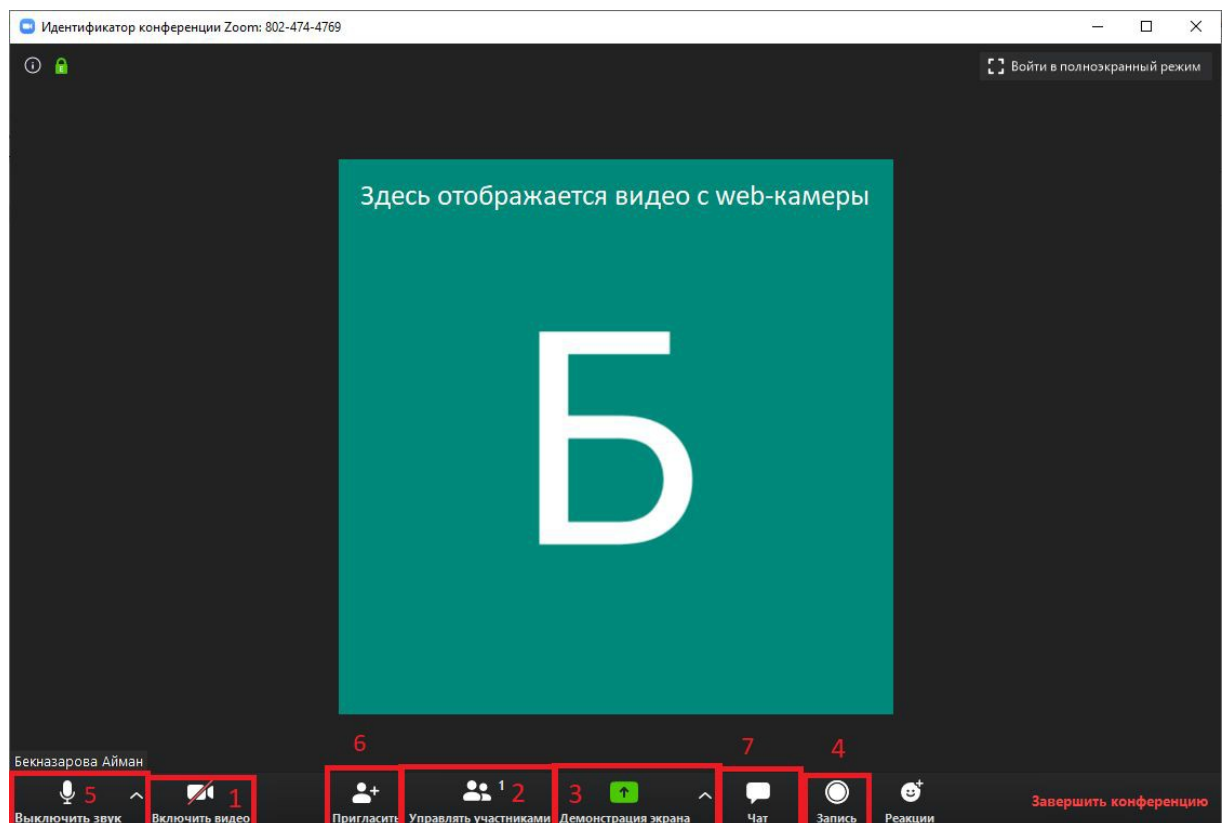 Идентификатор конференции Zoom: 802-474-4769
Войти в полноэкранный режим
Здесь отображается видео с web-камеры
Б
6
7
4
Бекназарова Айман
5
1
1 2
3
Выключить звук
Включить видео
Пригласить
Управлять участниками
Демонстрация экрана
Чат
Запись
Реакции
Завершить конференцию